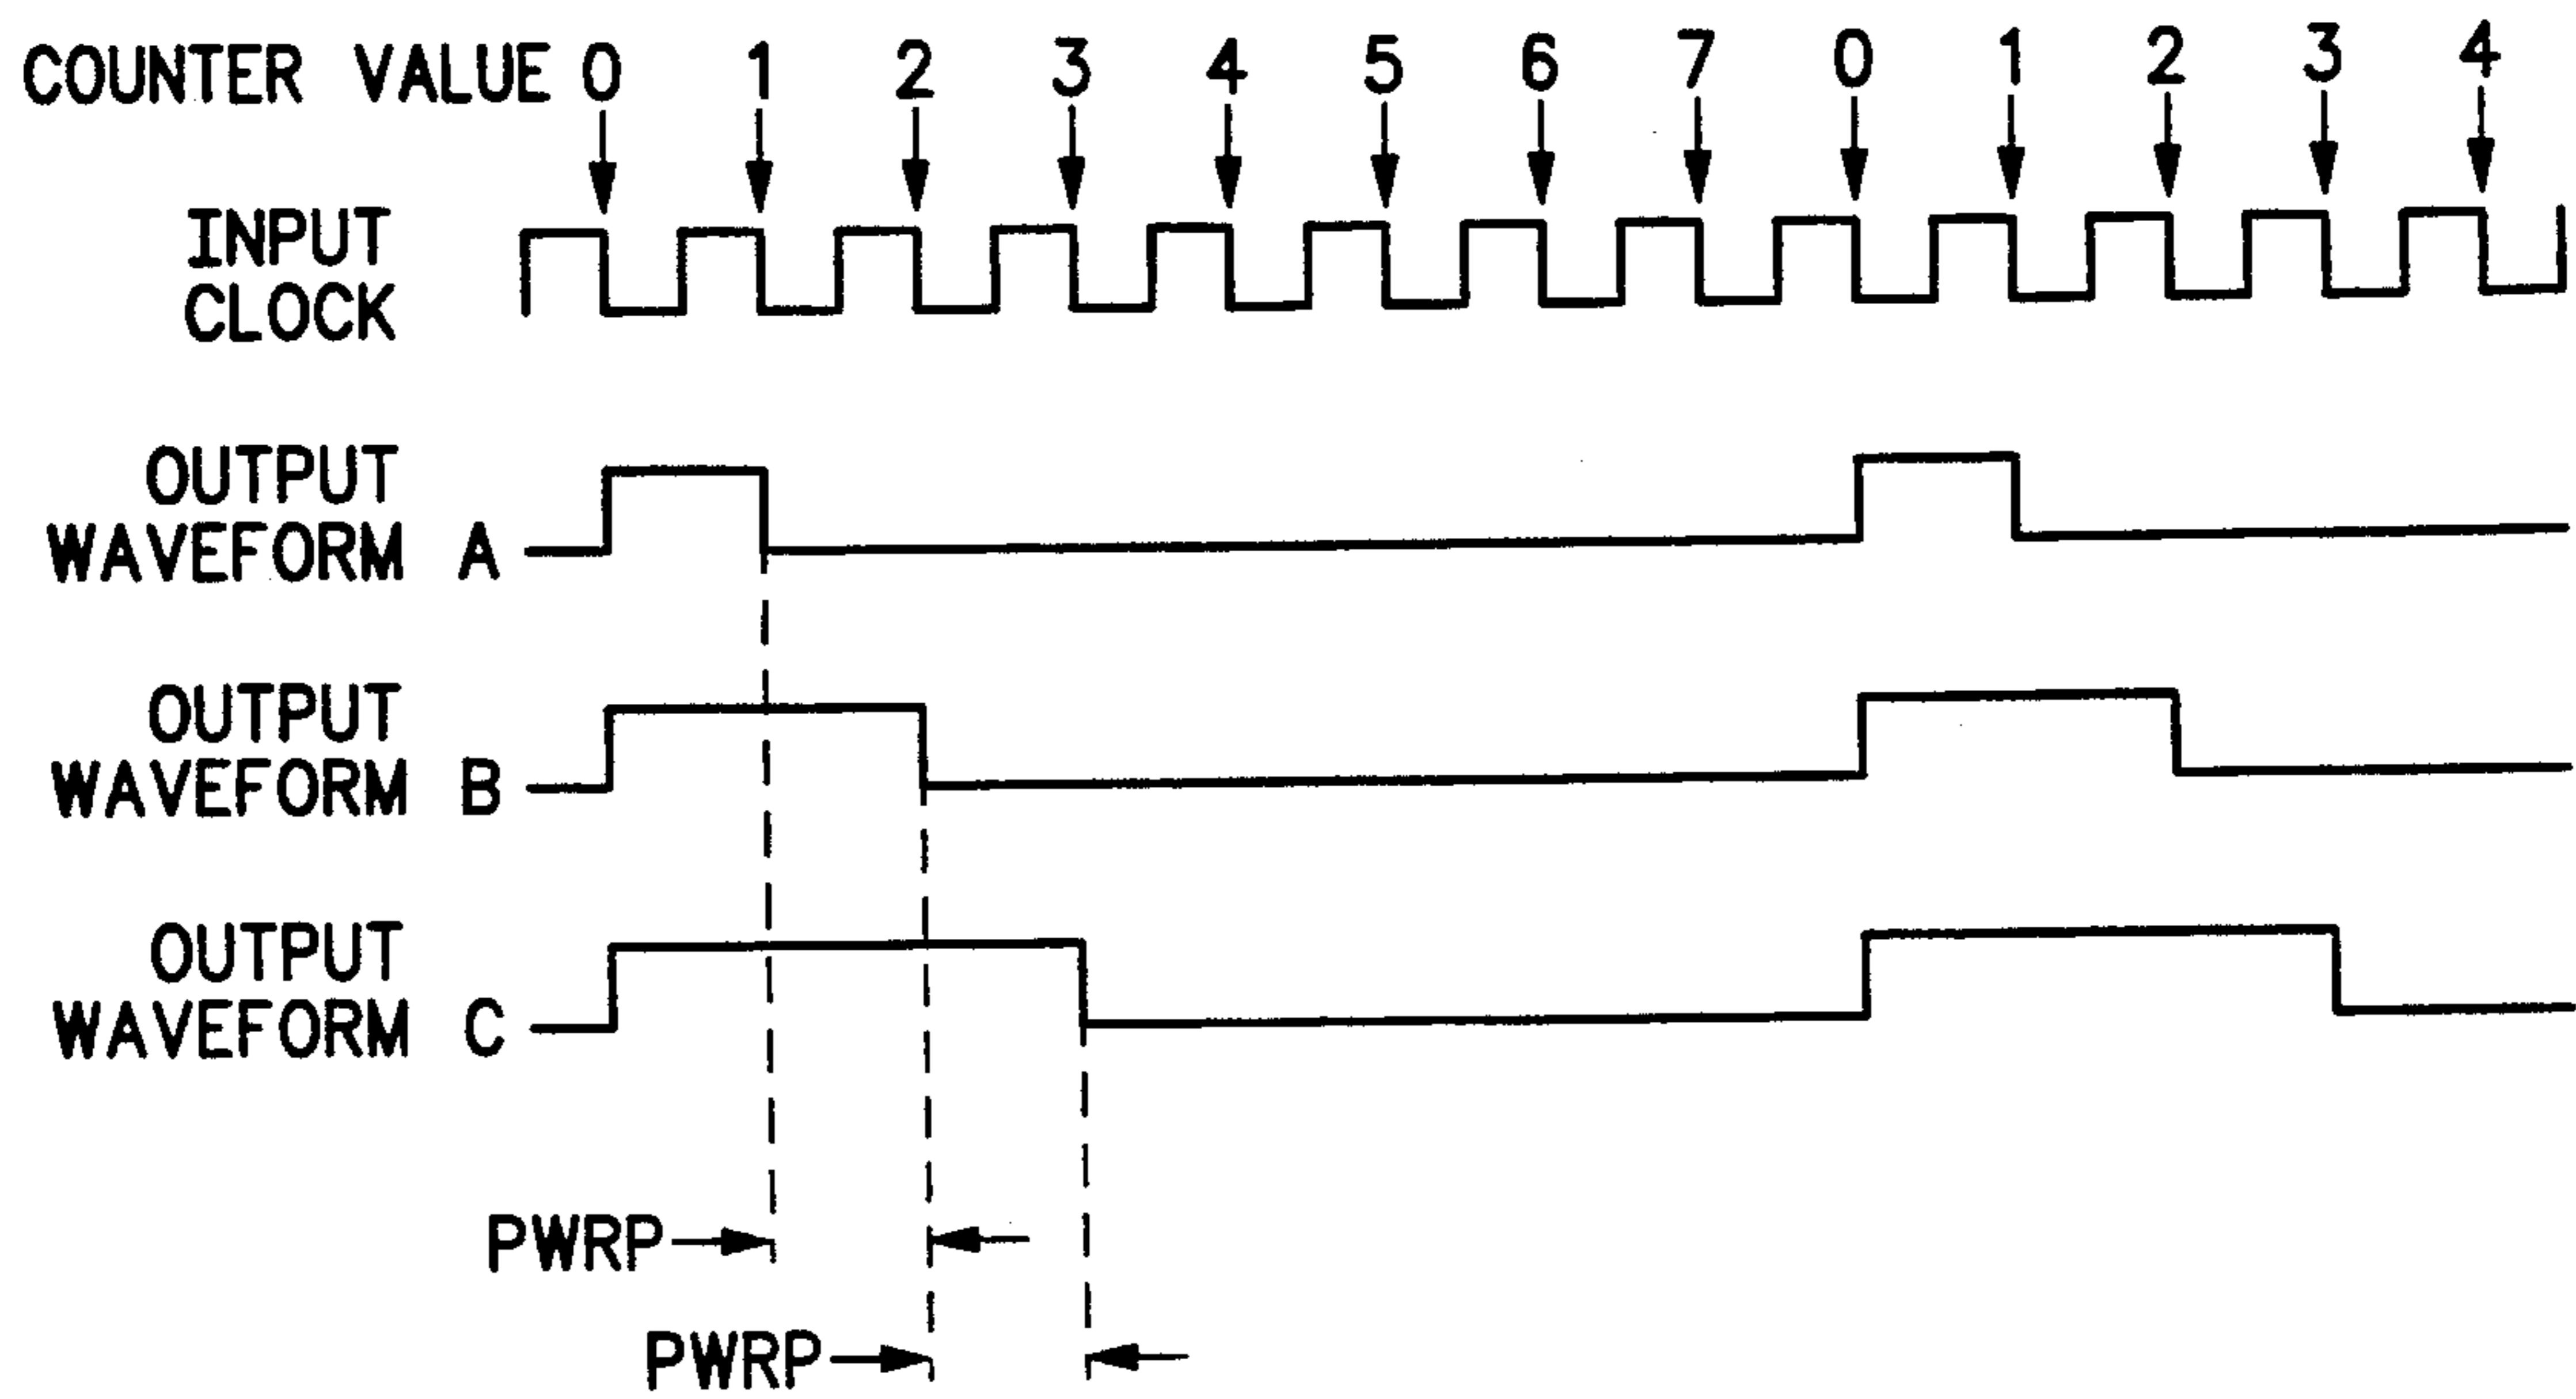 COUNTER VALUE 0 1 2 3 4 5 6 7 0 1 2 3 4
INPUT
CLOCK
OUTPUT
WAVEFORM A
OUTPUT
WAVEFORM B
OUTPUT
WAVEFORM C
PWRP
PWRP